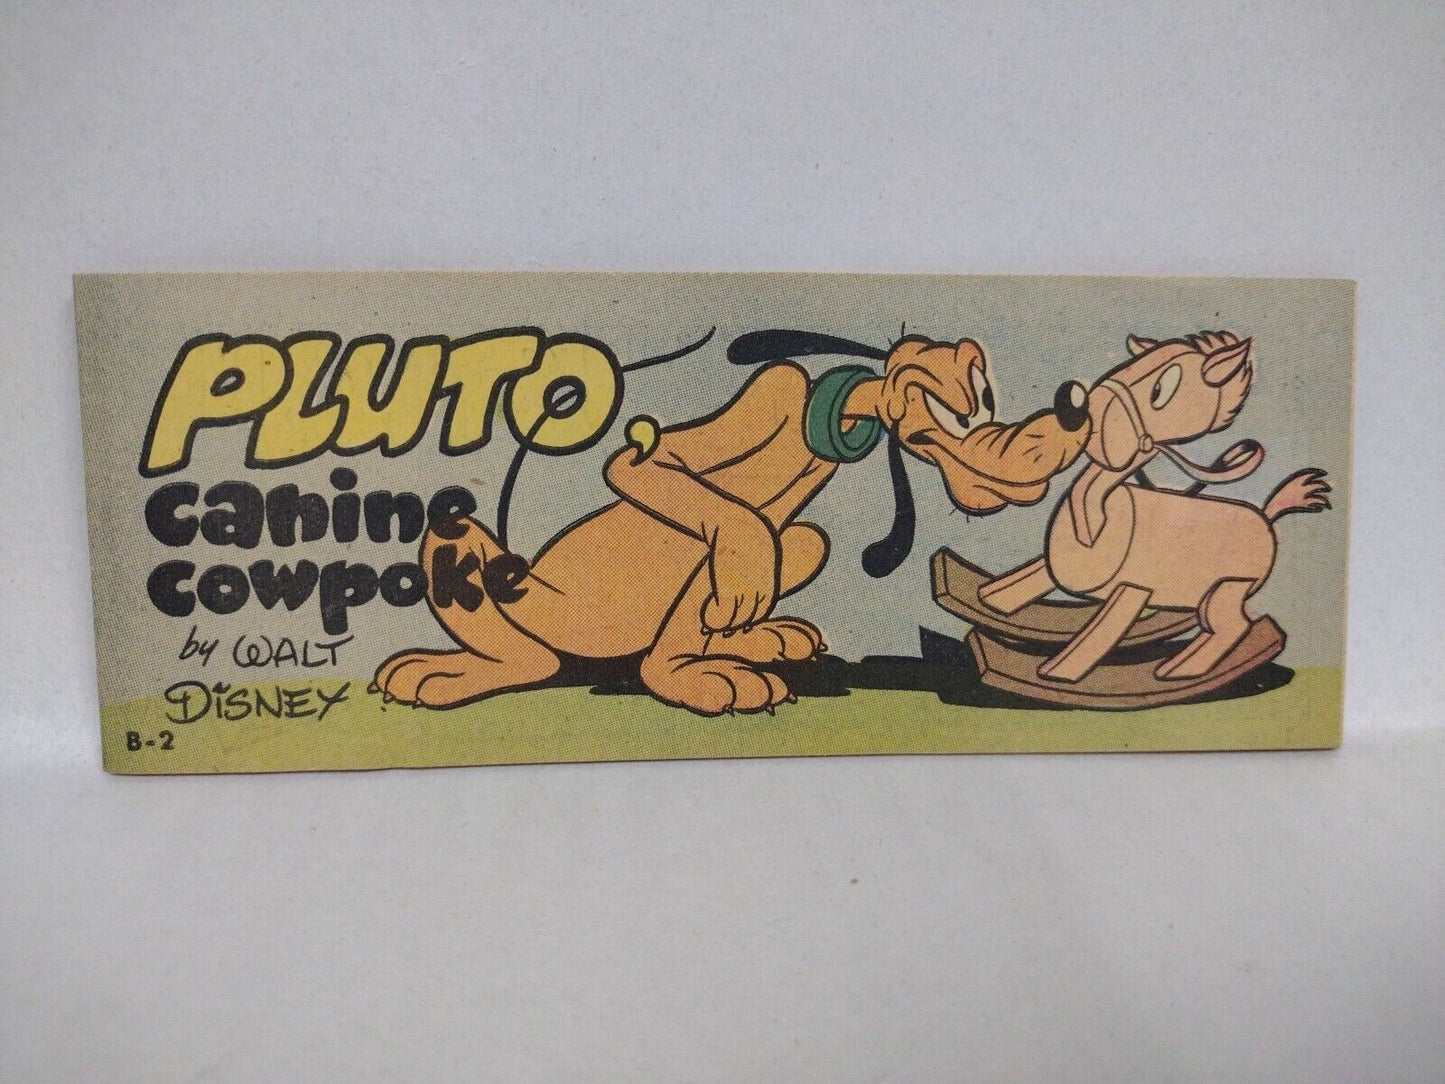 PLUTO
canine
cowpoke
by WALT
DISNEY
B-2